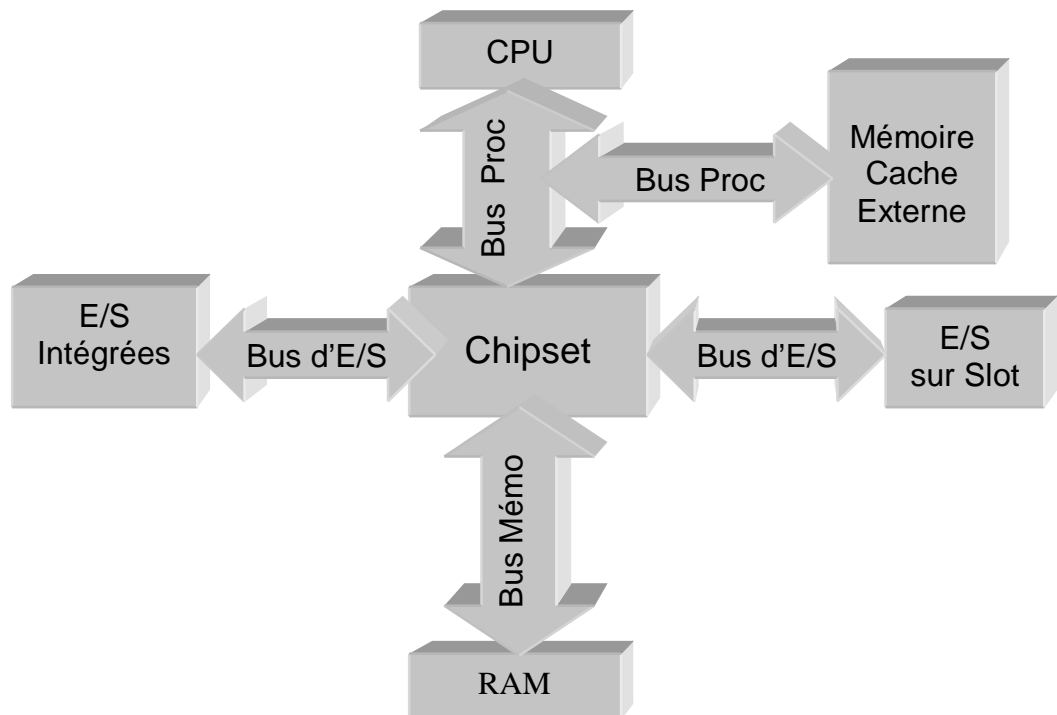 CPU
Bus Proc
Bus Proc
Mémoire
Cache
Externe
E/S
Intégrées
Bus d’E/S
Chipset
Bus d’E/S
E/S
sur Slot
Bus Mémo
RAM